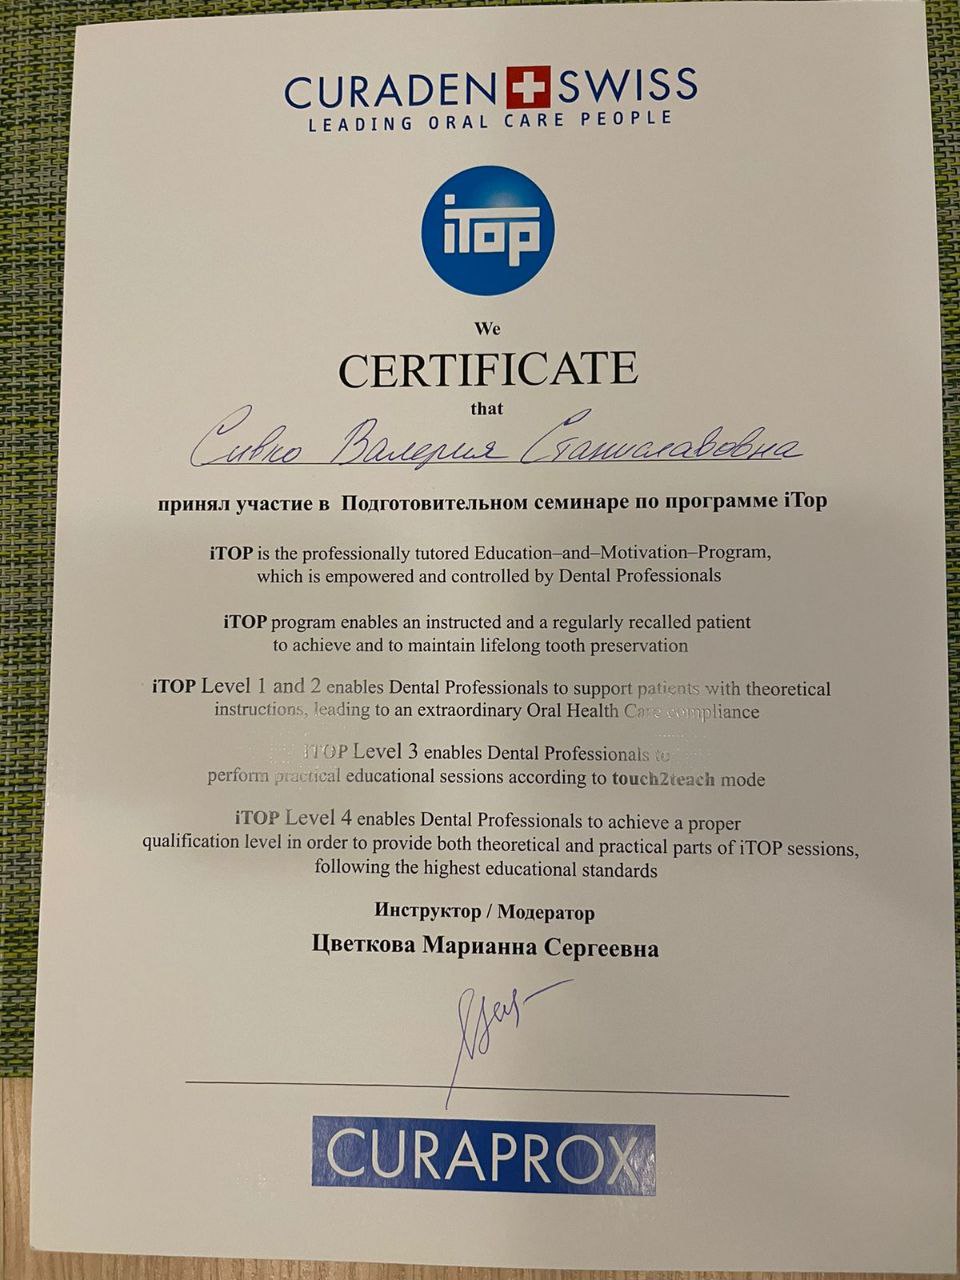 CURADEN SWISS
LEADING ORAL CARE PEOPLE
iTop
We
CERTIFICATE
that
Сивко Валерия Станиславовна
принял участие в Подготовительном семинаре по программе iTop
iTOP is the professionally tutored Education–and–Motivation–Program,
which is empowered and controlled by Dental Professionals
iTOP program enables an instructed and a regularly recalled patient
to achieve and to maintain lifelong tooth preservation
iTOP Level 1 and 2 enables Dental Professionals to support patients with theoretical
instructions, leading to an extraordinary Oral Health Care compliance
iTOP Level 3 enables Dental Professionals to
perform practical educational sessions according to touch2teach mode
iTOP Level 4 enables Dental Professionals to achieve a proper
qualification level in order to provide both theoretical and practical parts of iTOP sessions,
following the highest educational standards
Инструктор / Модератор
Цветкова Марианна Сергеевна
CURAPROX